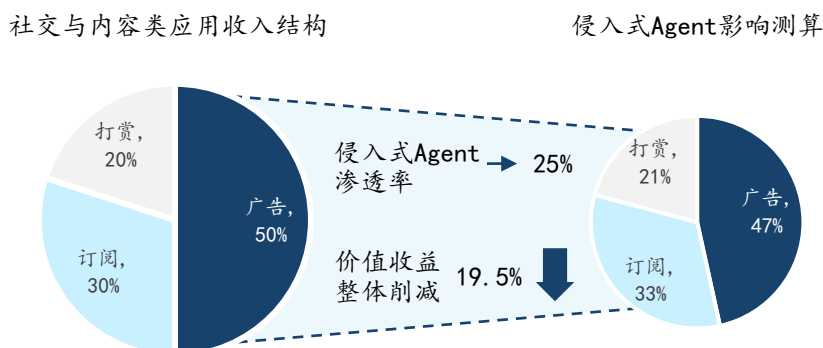 社交与内容类应用收入结构
侵入式Agent影响测算
打赏,
20%
广告,
50%
订阅,
30%
侵入式Agent
渗透率
25%
价值收益
整体削减
19.5%
打赏,
21%
广告,
47%
订阅,
33%